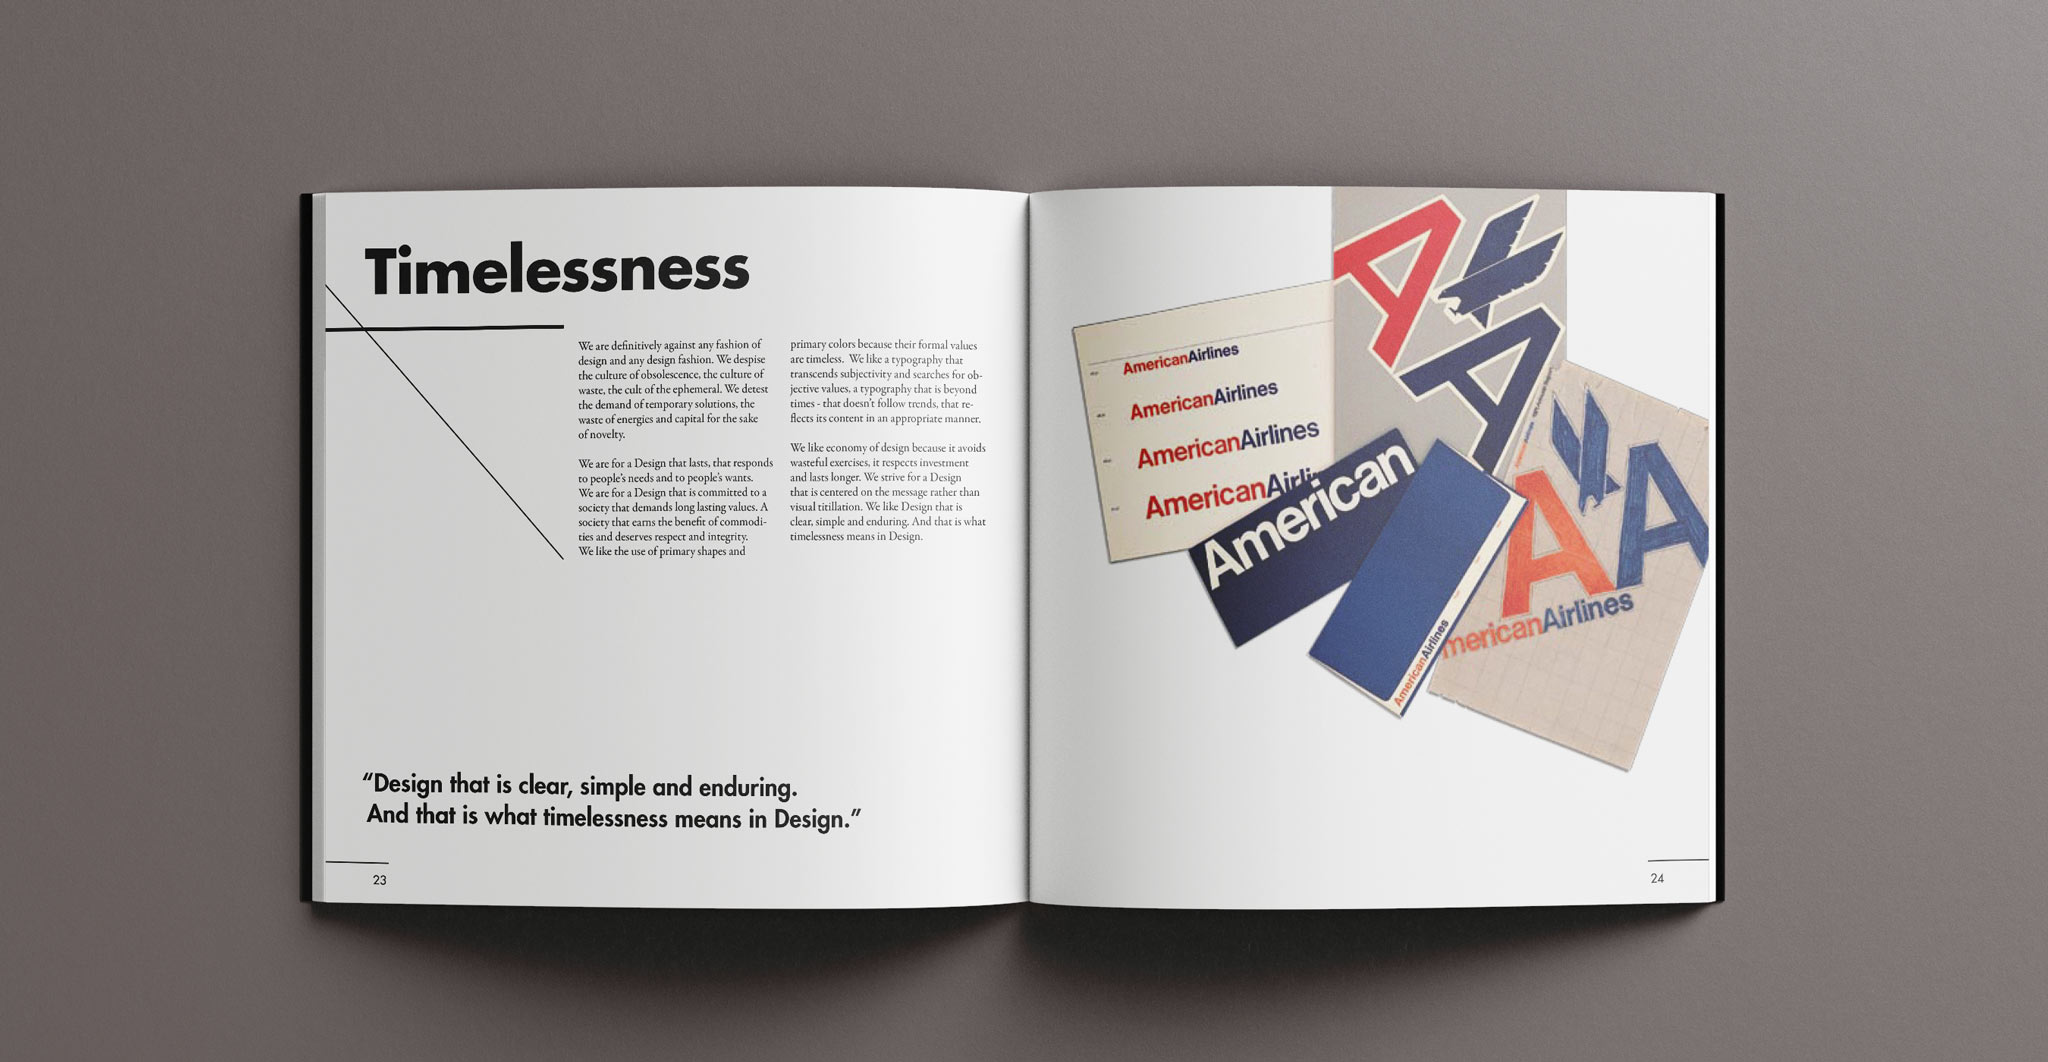 Timelessness
We are definitively against any fashion of
design and any design fashion. We despise
the culture of obsolescence, the culture of
waste, the cult of the ephemeral. We detest
the demand of temporary solutions, the
waste of energies and capital for the sake
of novelty.
We are for a Design that lasts, that responds
to people's needs and to people's wants.
We are for a Design that is committed to a
society that demands long lasting values. A
society that earns the benefit of commodi-
ties and deserves respect and integrity.
We like the use of primary shapes and
primary colors because their formal values
are timeless. We like a typography that
transcends subjectivity and searches for ob-
jective values, a typography that is beyond
times - that doesn't follow trends, that re-
flects its content in an appropriate manner.
We like economy of design because it avoids
wasteful exercises, it respects investment
and lasts longer. We strive for a Design
that is centered on the message rather than
visual titillation. We like Design that is
clear, simple and enduring. And that is what
timelessness means in Design.
“Design that is clear, simple and enduring.
And that is what timelessness means in Design.”
23
AA
AmericanAirlines
AmericanAirlines
AmericanAirlines
AmericanAirli
American
AmericanAirlines
AA
mericanAirlines
24